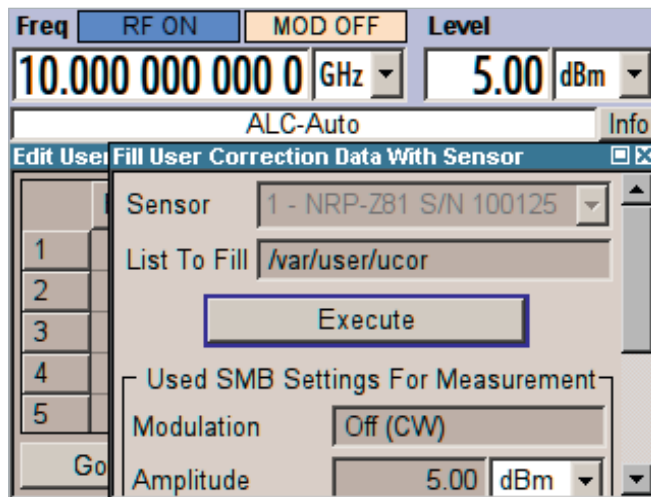 Freq RF ON MOD OFF Level
10.000 000 000 0 GHz 5.00 dBm
ALC-Auto Info
Edit User Fill User Correction Data With Sensor
Sensor 1 - NRP-Z81 S/N 100125
1
List To Fill /var/user/ucor
2
Execute
3
4
Used SMB Settings For Measurement
5
Modulation Off (CW)
Go
Amplitude 5.00 dBm